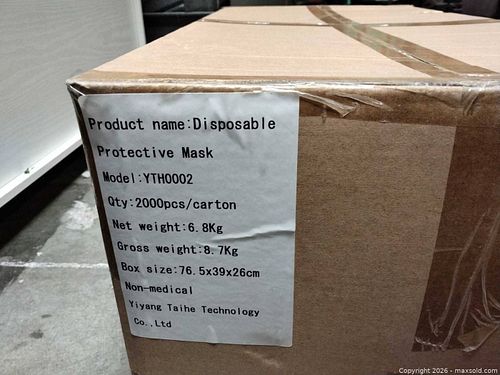 Product name:Disposable
Protective Mask
Model:YTH0002
Qty:2000pcs/carton
Net weight:6.8Kg
Gross weight:8.7Kg
Box size:76.5x39x26cm
Non-medical
Yiyang Taihe Technology
Co.,Ltd
Copyright 2026 - maxsold.com